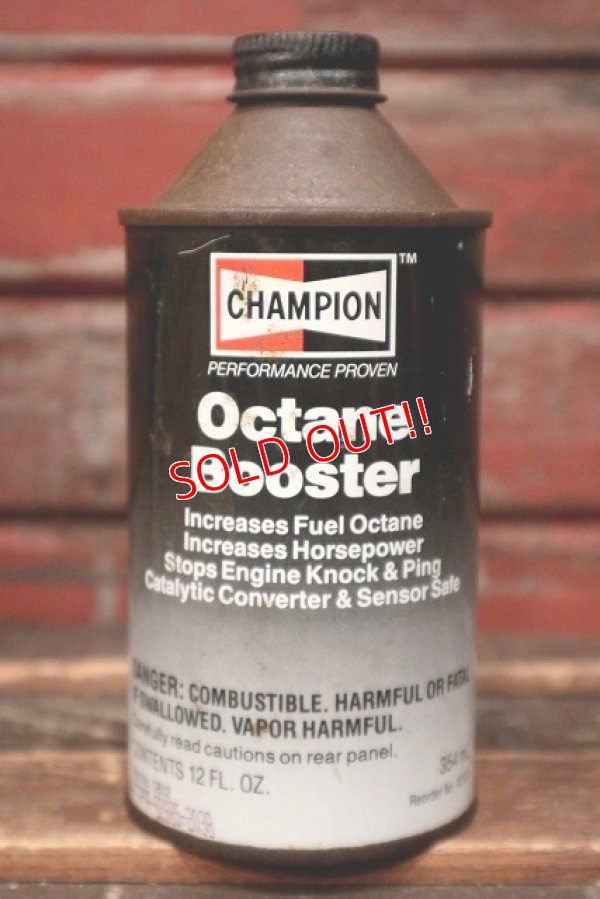 CHAMPION
TM
PERFORMANCE PROVEN
Octane
Booster
SOLD OUT!!
Increases Fuel Octane
Increases Horsepower
Stops Engine Knock & Ping
Catalytic Converter & Sensor Safe
DANGER: COMBUSTIBLE. HARMFUL OR FATAL
IF SWALLOWED. VAPOR HARMFUL.
Carefully read cautions on rear panel.
CONTENTS 12 FL. OZ.
354 mL
Reorder No.